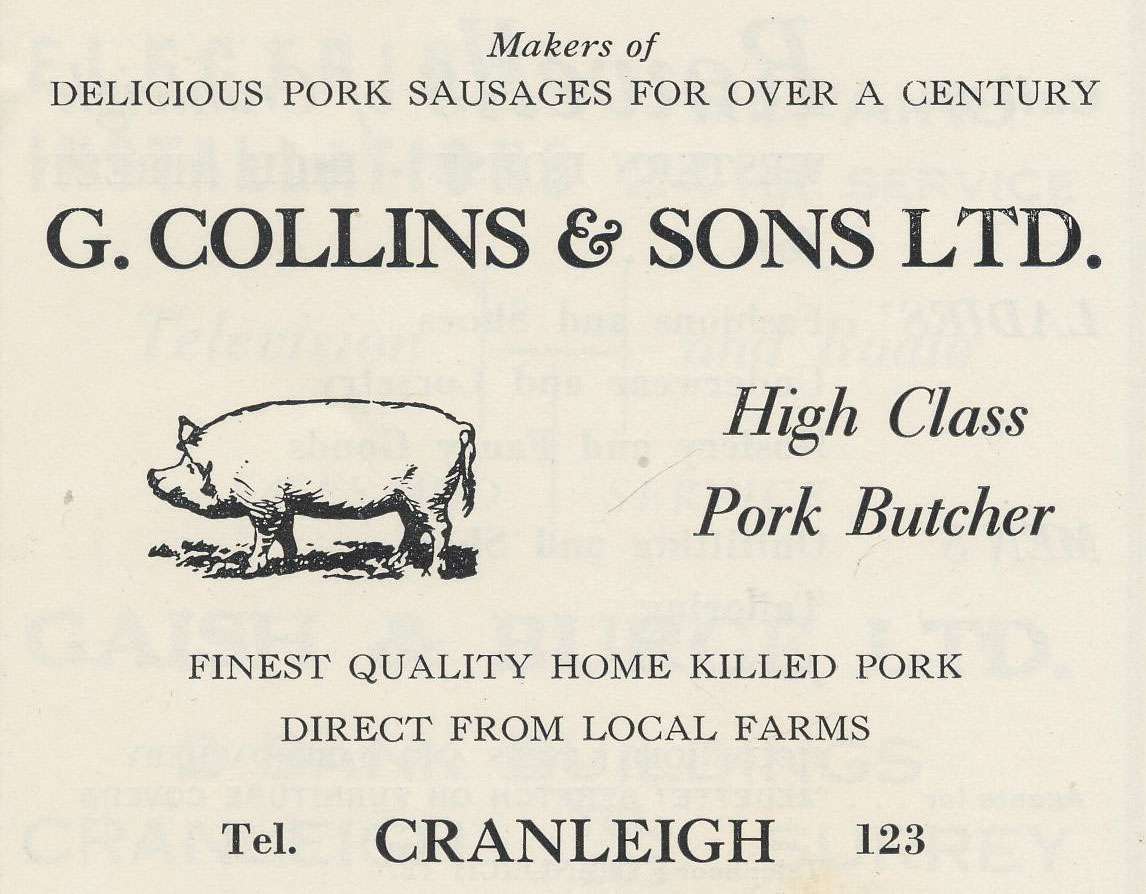 Makers of
DELICIOUS PORK SAUSAGES FOR OVER A CENTURY
G. COLLINS & SONS LTD.
High Class
Pork Butcher
FINEST QUALITY HOME KILLED PORK
DIRECT FROM LOCAL FARMS
Tel. CRANLEIGH 123